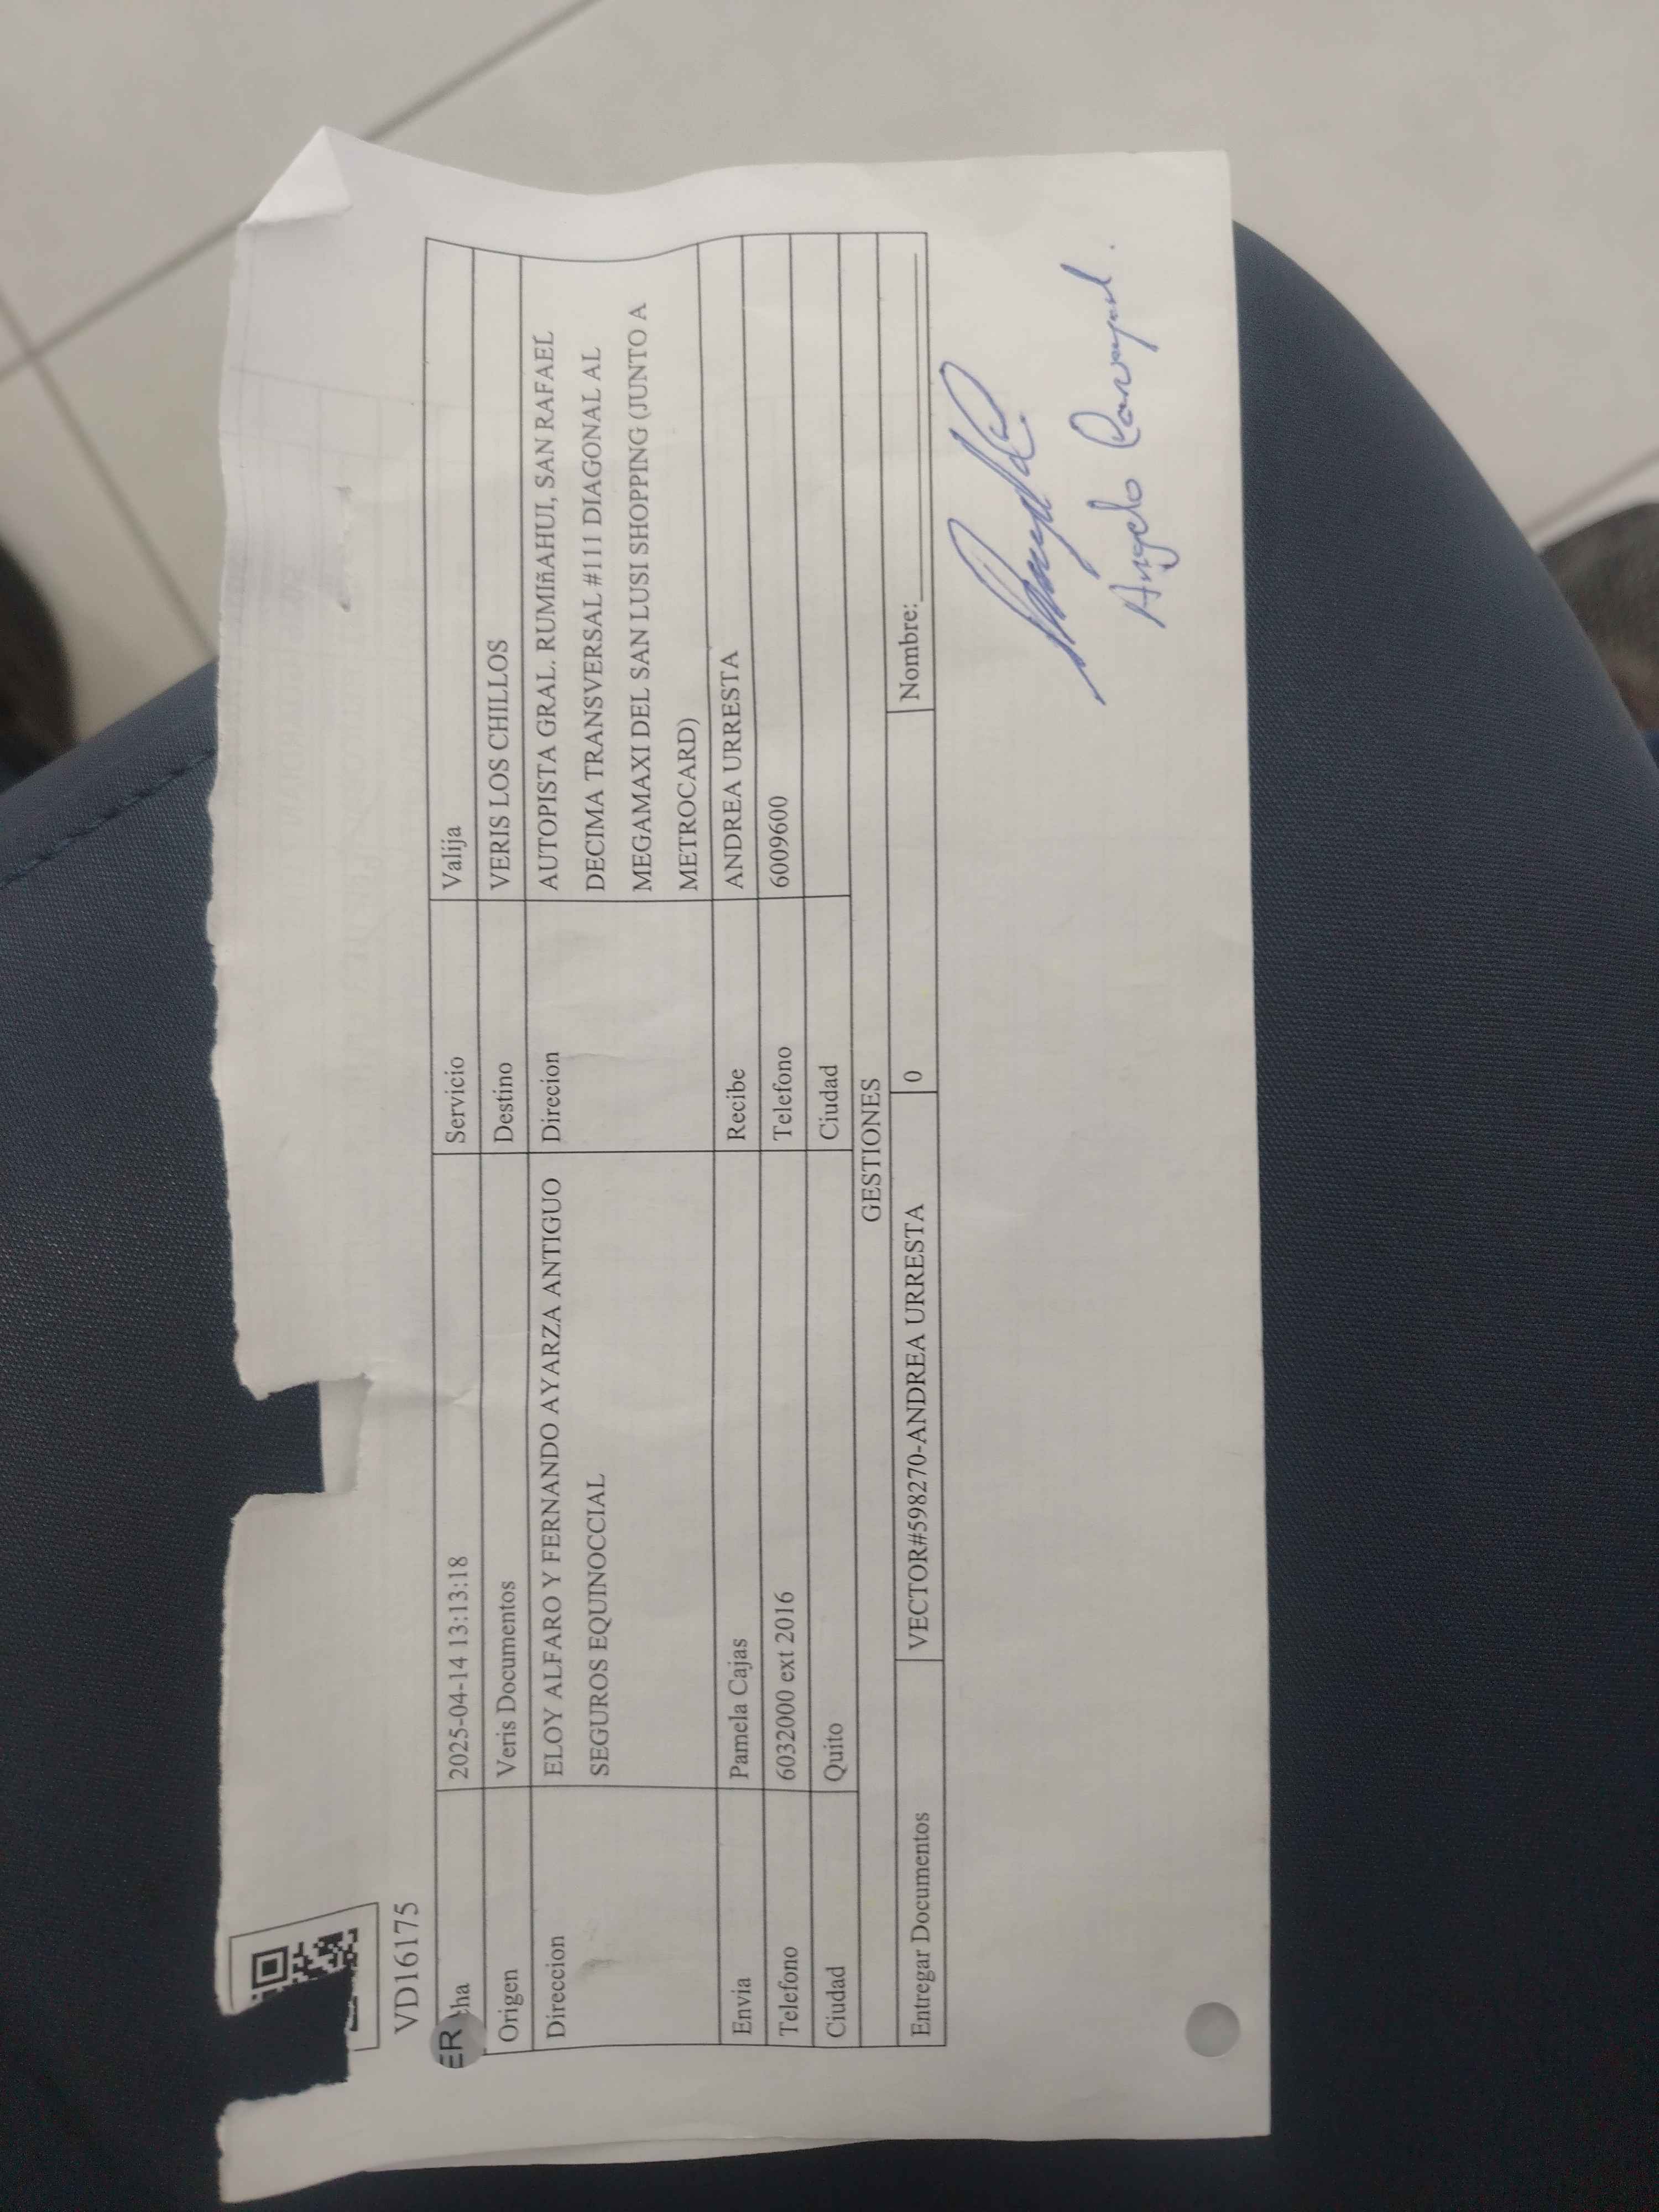 VD16175
ER cha 2025-04-14 13:13:18 Servicio Valija
Origen Veris Documentos Destino VERIS LOS CHILLOS
Direccion ELOY ALFARO Y FERNANDO AYARZA ANTIGUO Direcion AUTOPISTA GRAL. RUMIñAHUI, SAN RAFAEL
SEGUROS EQUINOCCIAL DECIMA TRANSVERSAL #111 DIAGONAL AL
MEGAMAXI DEL SAN LUSI SHOPPING (JUNTO A
METROCARD)
Envia Pamela Cajas Recibe ANDREA URRESTA
Telefono 6032000 ext 2016 Telefono 6009600
Ciudad Quito Ciudad
GESTIONES
Entregar Documentos VECTOR#598270-ANDREA URRESTA 0 Nombre:
Angelo